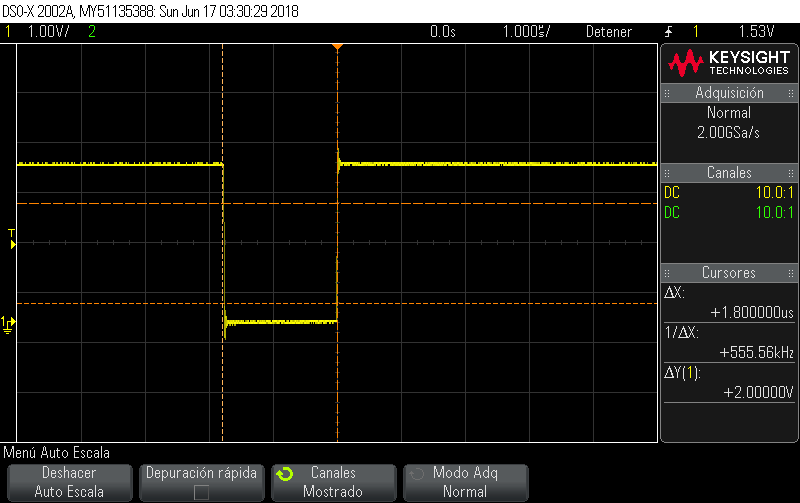 DSO-X 2002A, MY51135388: Sun Jun 17 03:30:29 2018
1 1.00V/ 2 0.0s 1.000us/ Detener 1 1.53V
KEYSIGHT
TECHNOLOGIES
Adquisición
Normal
2.00GSa/s
Canales
DC 10.0:1
DC 10.0:1
Cursores
ΔX:
+1.800000us
1/ΔX:
+555.56kHz
ΔY(1):
+2.00000V
T
1
Menú Auto Escala
Deshacer
Auto Escala
Depuración rápida
Canales
Mostrado
Modo Adq
Normal